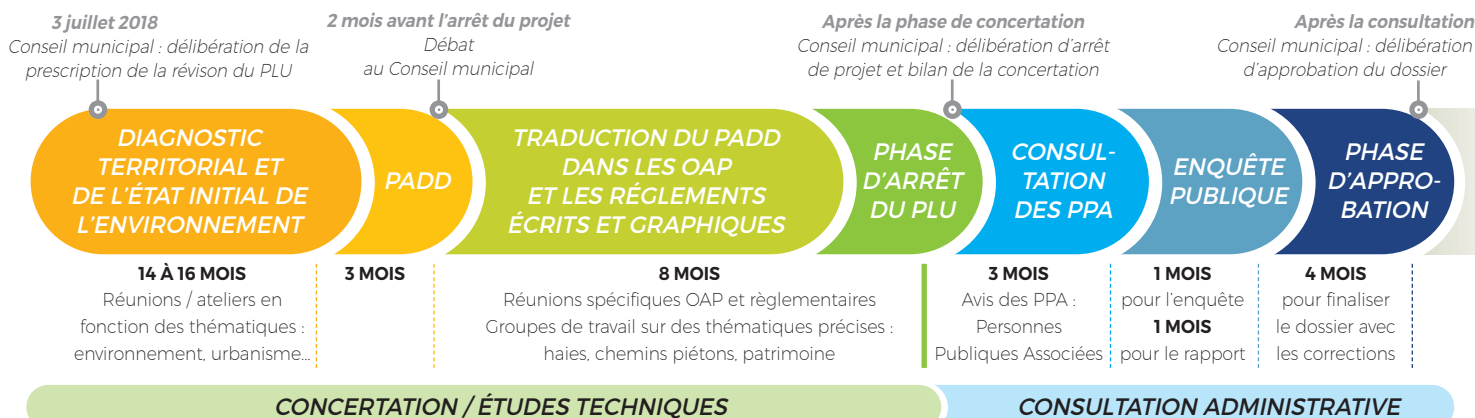 3 juillet 2018
Conseil municipal : délibération de la
prescription de la révison du PLU
2 mois avant l'arrêt du projet
Débat
au Conseil municipal
Après la phase de concertation
Conseil municipal : délibération d'arrêt
de projet et bilan de la concertation
Après la consultation
Conseil municipal : délibération
d'approbation du dossier
DIAGNOSTIC
TERRITORIAL ET
DE L'ÉTAT INITIAL DE
L'ENVIRONNEMENT
PADD
TRADUCTION DU PADD
DANS LES OAP
ET LES RÉGLEMENTS
ÉCRITS ET GRAPHIQUES
PHASE
D'ARRÊT
DU PLU
CONSUL-
TATION
DES PPA
ENQUÊTE
PUBLIQUE
PHASE
D'APPRO-
BATION
14 À 16 MOIS
Réunions / ateliers en
fonction des thématiques :
environnement, urbanisme...
3 MOIS
8 MOIS
Réunions spécifiques OAP et règlementaires
Groupes de travail sur des thématiques précises :
haies, chemins piétons, patrimoine
3 MOIS
Avis des PPA :
Personnes
Publiques Associées
1 MOIS
pour l'enquête
1 MOIS
pour le rapport
4 MOIS
pour finaliser
le dossier avec
les corrections
CONCERTATION / ÉTUDES TECHNIQUES
CONSULTATION ADMINISTRATIVE